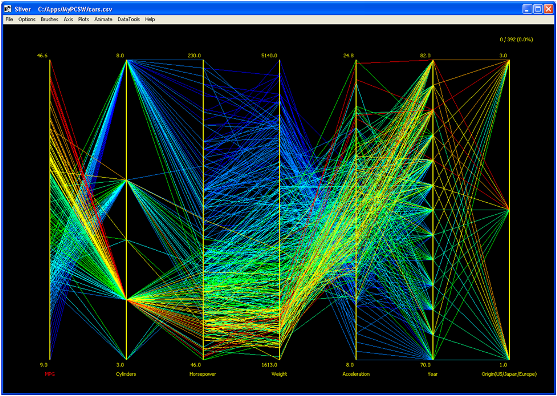 Sliver C:/Apps/MyPCSW/cars.csv
File Options Brushes Axis Plots Animate DataTools Help
0 / 392 (0.0%)
46.6 8.0 230.0 5140.0 24.8 82.0 3.0
9.0 3.0 46.0 1613.0 8.0 70.0 1.0
MPG Cylinders Horsepower Weight Acceleration Year Origin(US/Japan/Europe)